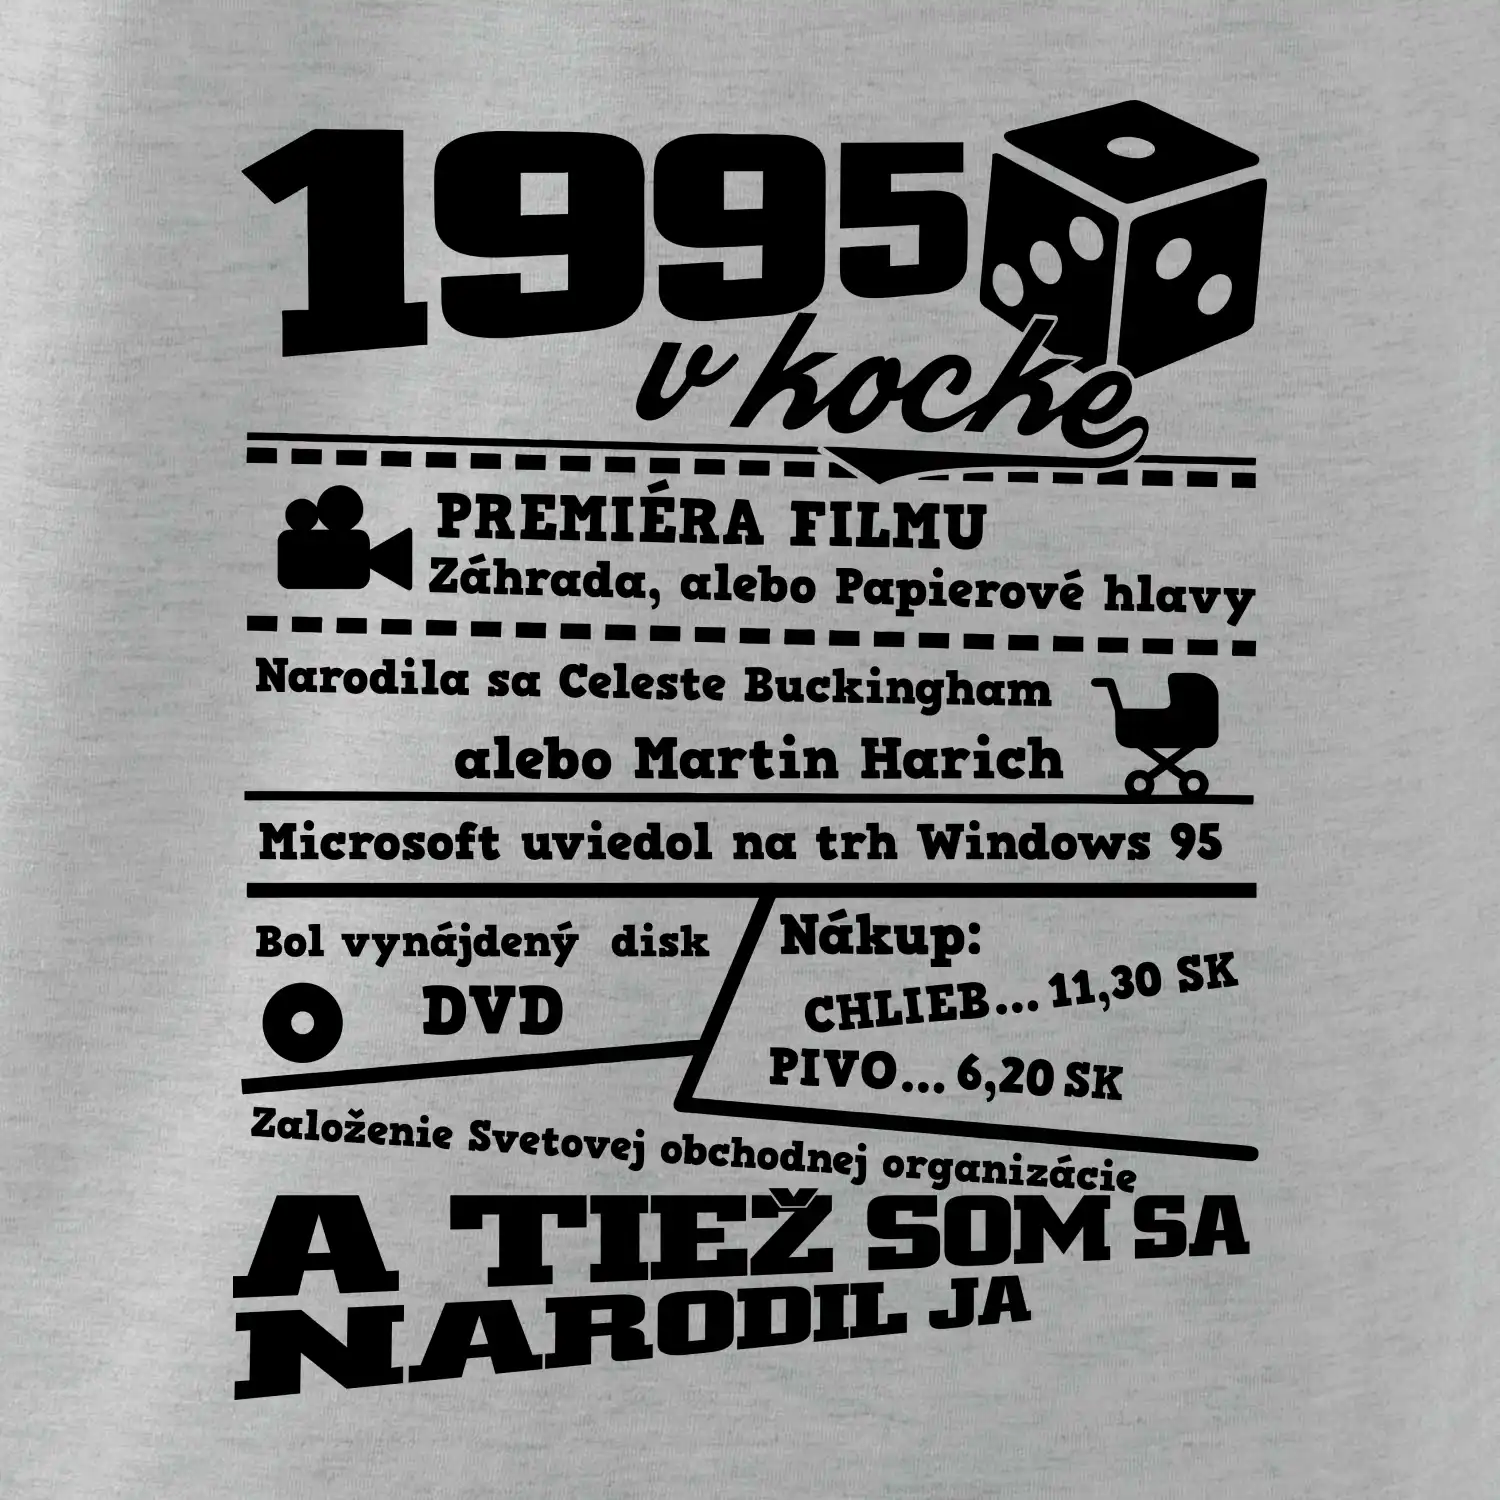 1995
v kocke
PREMIÉRA FILMU
Záhrada, alebo Papierové hlavy
Narodila sa Celeste Buckingham
alebo Martin Harich
Microsoft uviedol na trh Windows 95
Bol vynájdený disk
DVD
Nákup:
CHLIEB... 11,30 SK
PIVO... 6,20 SK
Založenie Svetovej obchodnej organizácie
A TIEŽ SOM SA
NARODIL JA